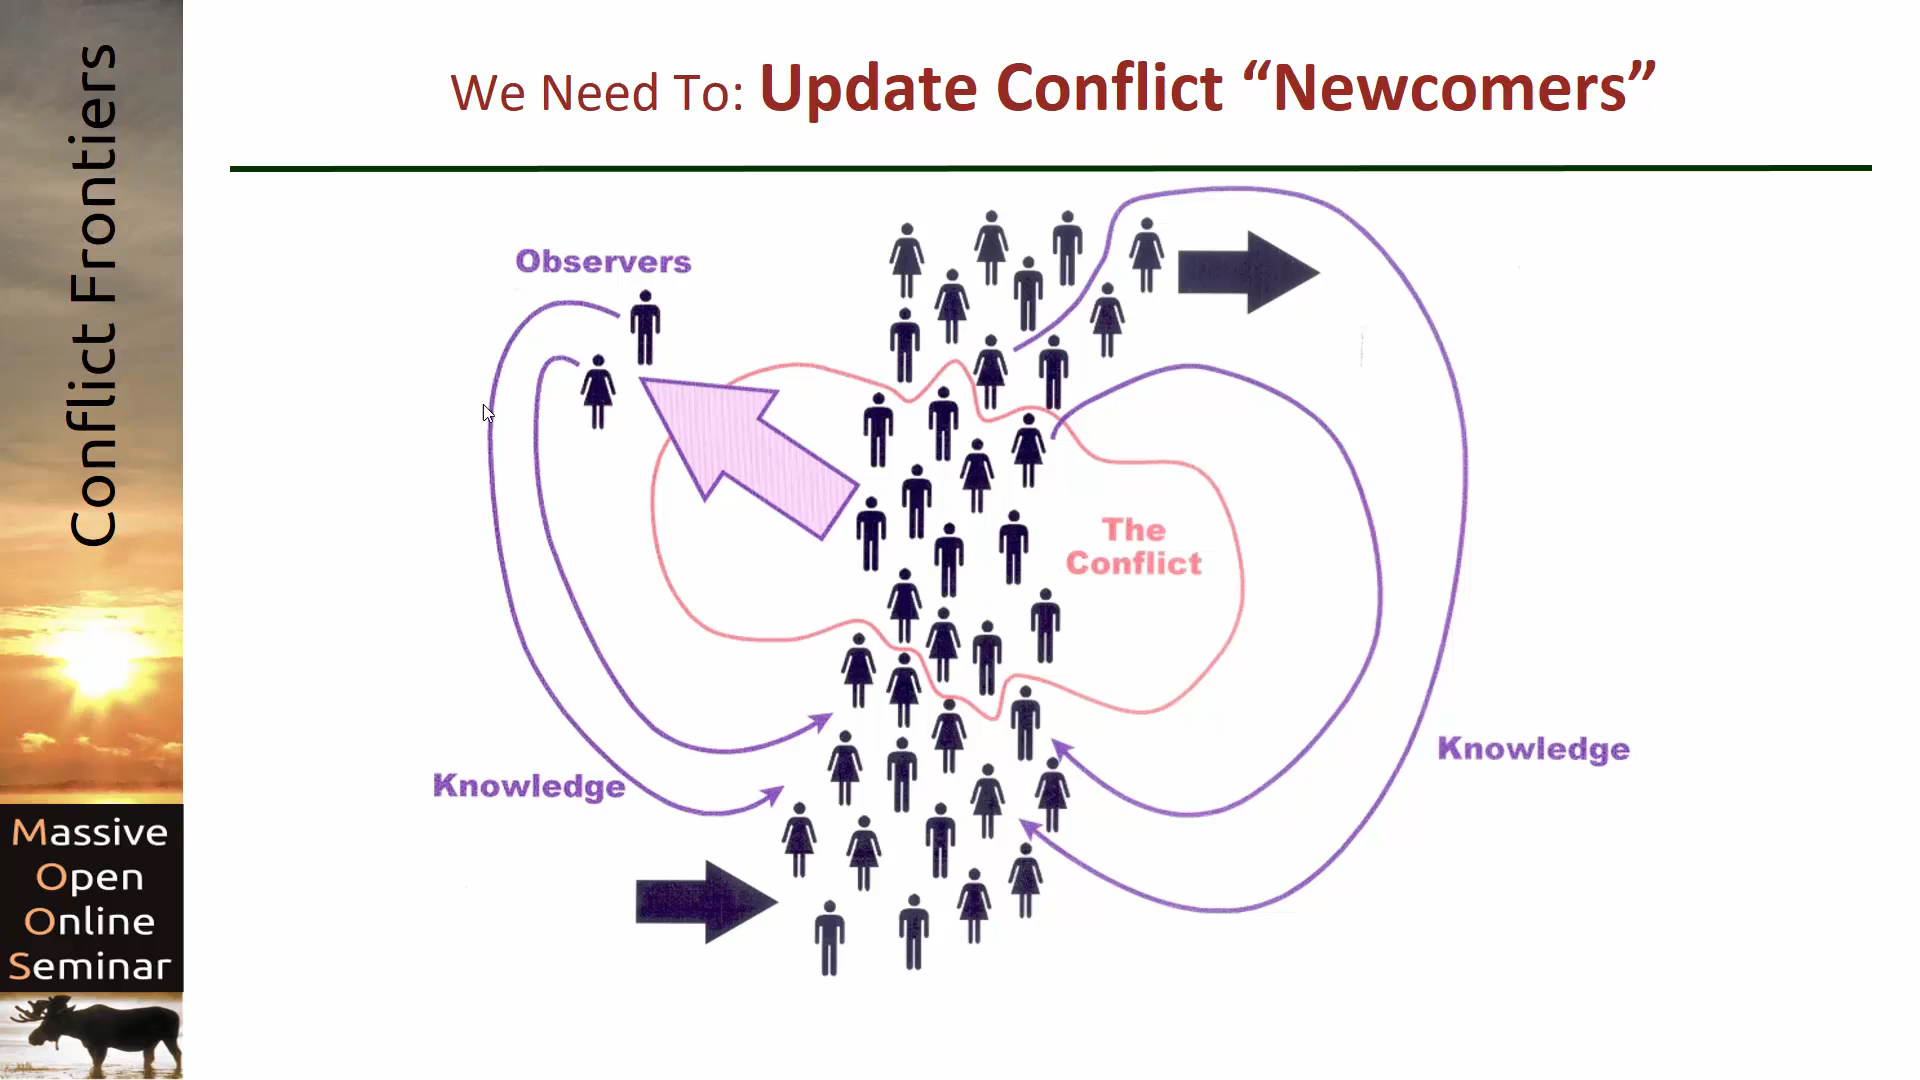 Conflict Frontiers
We Need To: Update Conflict “Newcomers”
Observers
The
Conflict
Knowledge
Knowledge
Massive
Open
Online
Seminar